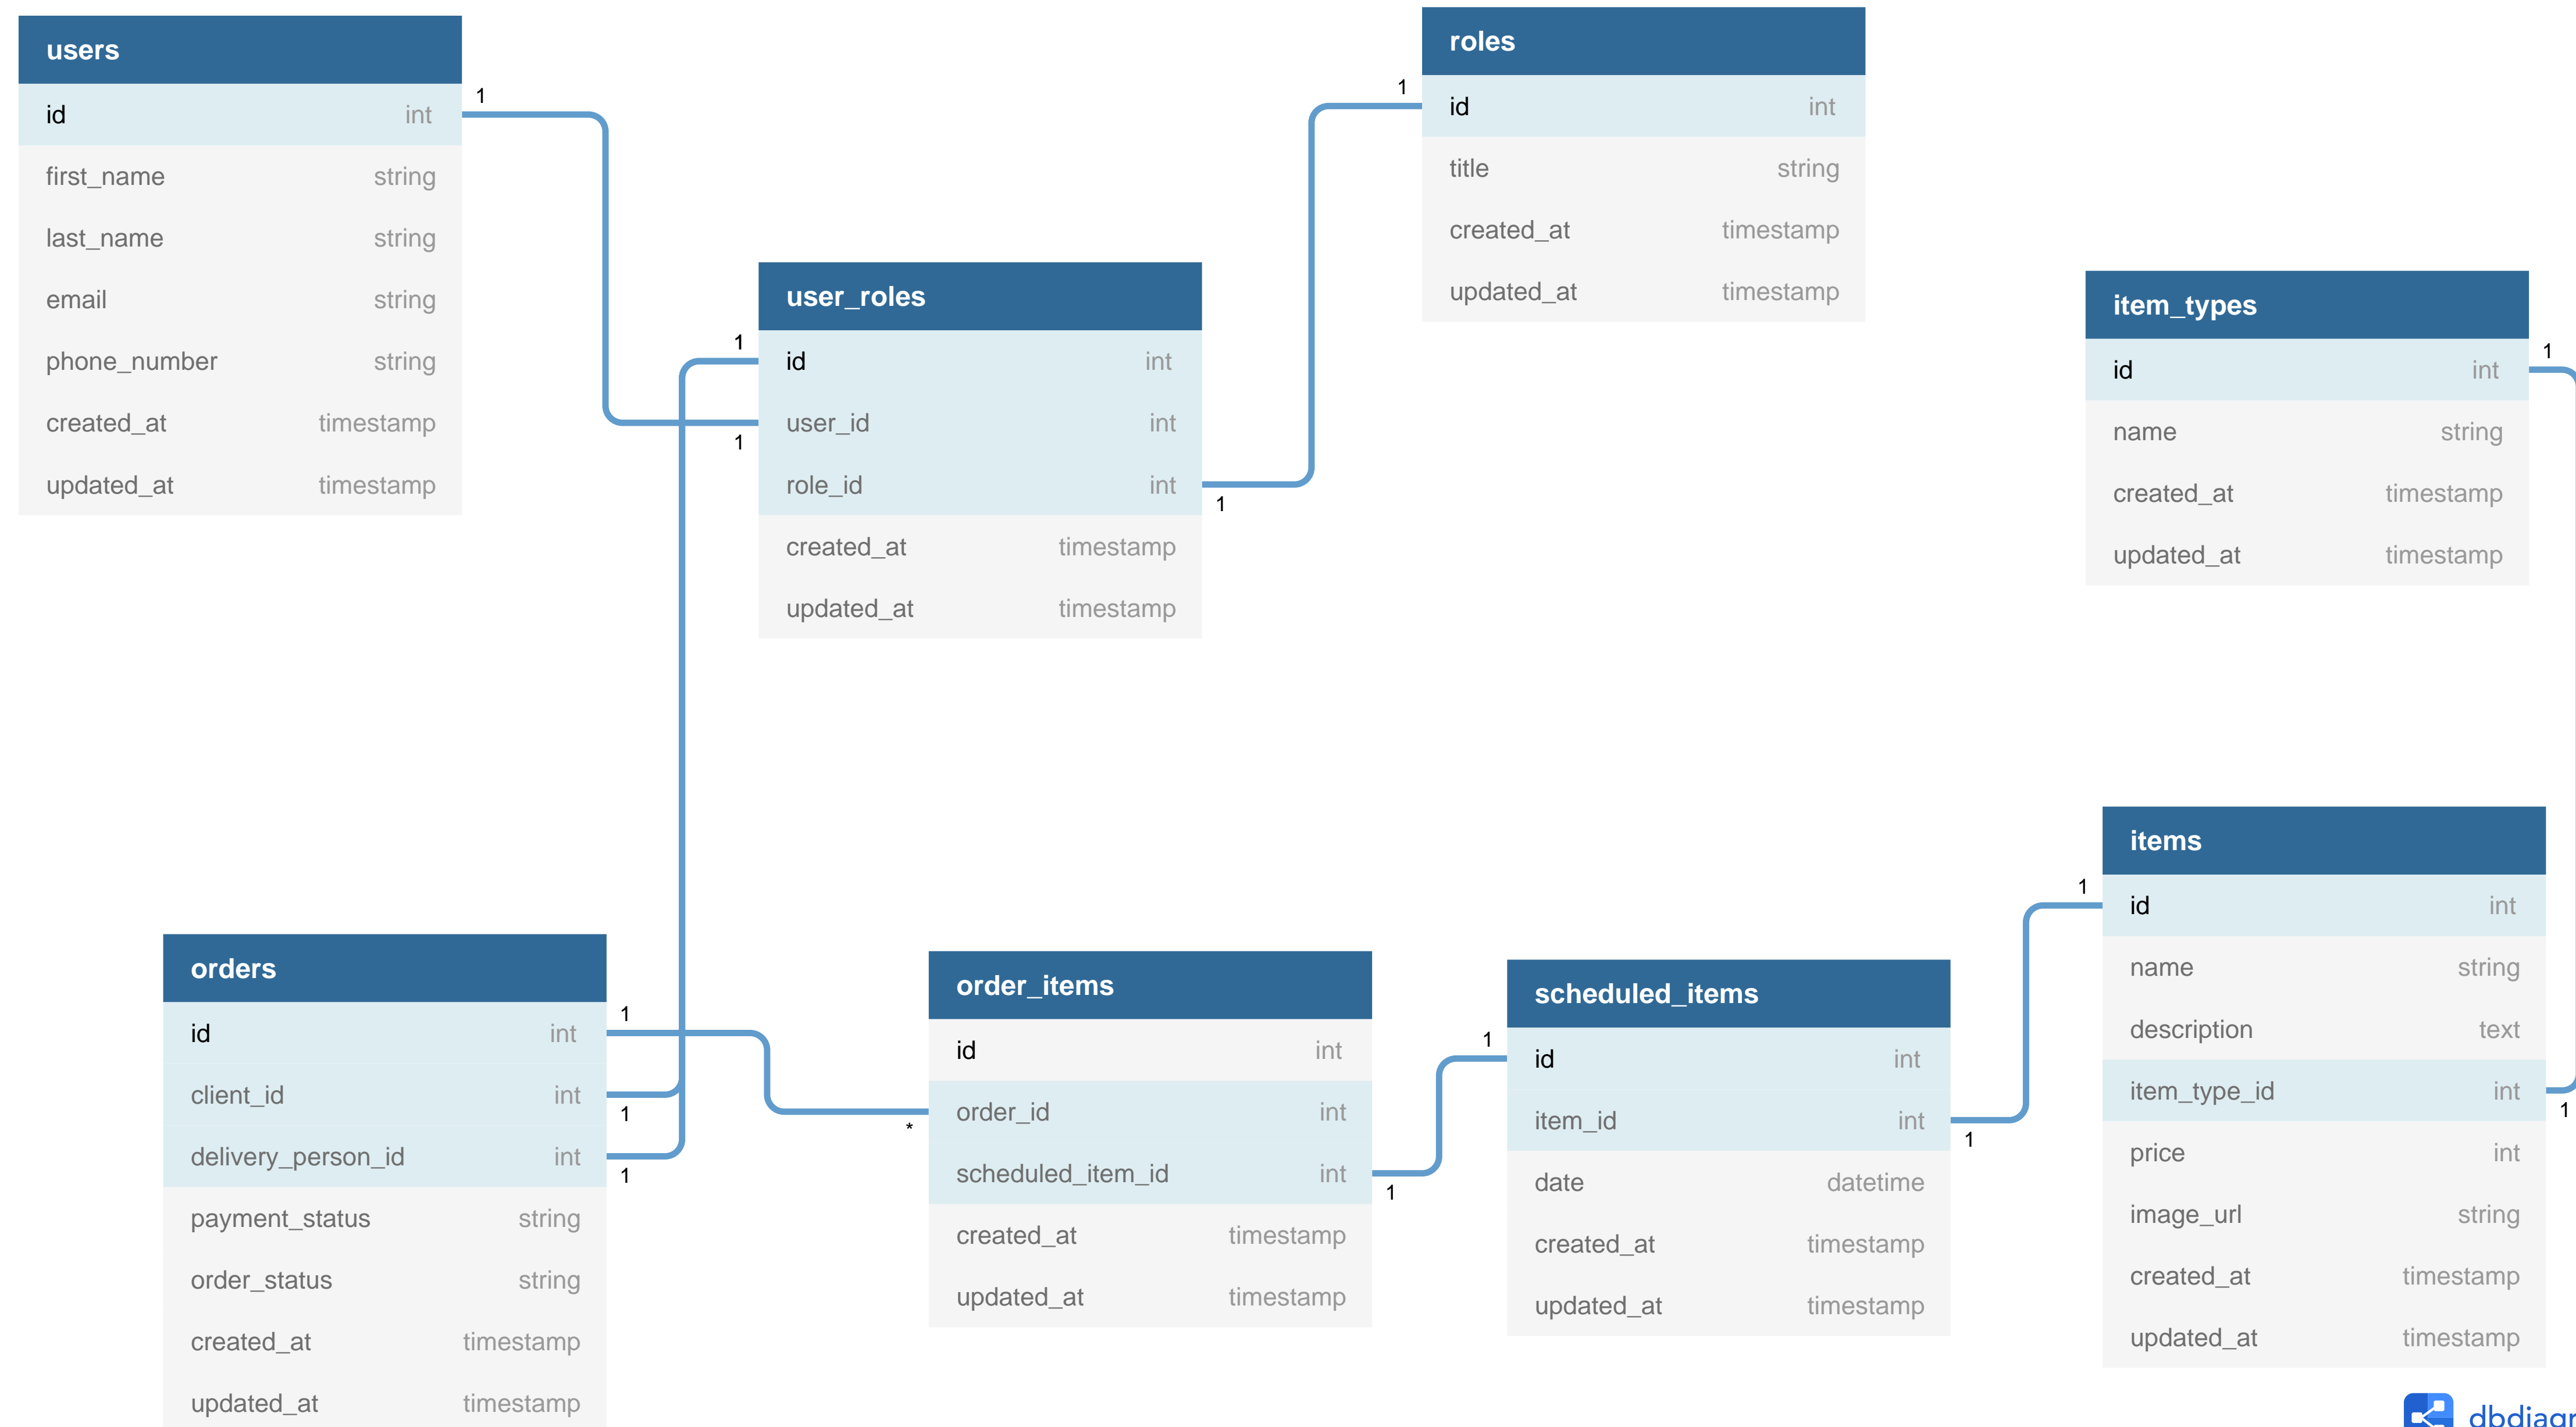 users
id int
first_name string
last_name string
email string
phone_number string
created_at timestamp
updated_at timestamp
1
roles
id int
title string
created_at timestamp
updated_at timestamp
1
user_roles
id int
user_id int
role_id int
created_at timestamp
updated_at timestamp
1
1
1
item_types
id int
name string
created_at timestamp
updated_at timestamp
1
orders
id int
client_id int
delivery_person_id int
payment_status string
order_status string
created_at timestamp
updated_at timestamp
1
1
1
order_items
id int
order_id int
scheduled_item_id int
created_at timestamp
updated_at timestamp
*
1
scheduled_items
id int
item_id int
date datetime
created_at timestamp
updated_at timestamp
1
1
items
id int
name string
description text
item_type_id int
price int
image_url string
created_at timestamp
updated_at timestamp
1
1